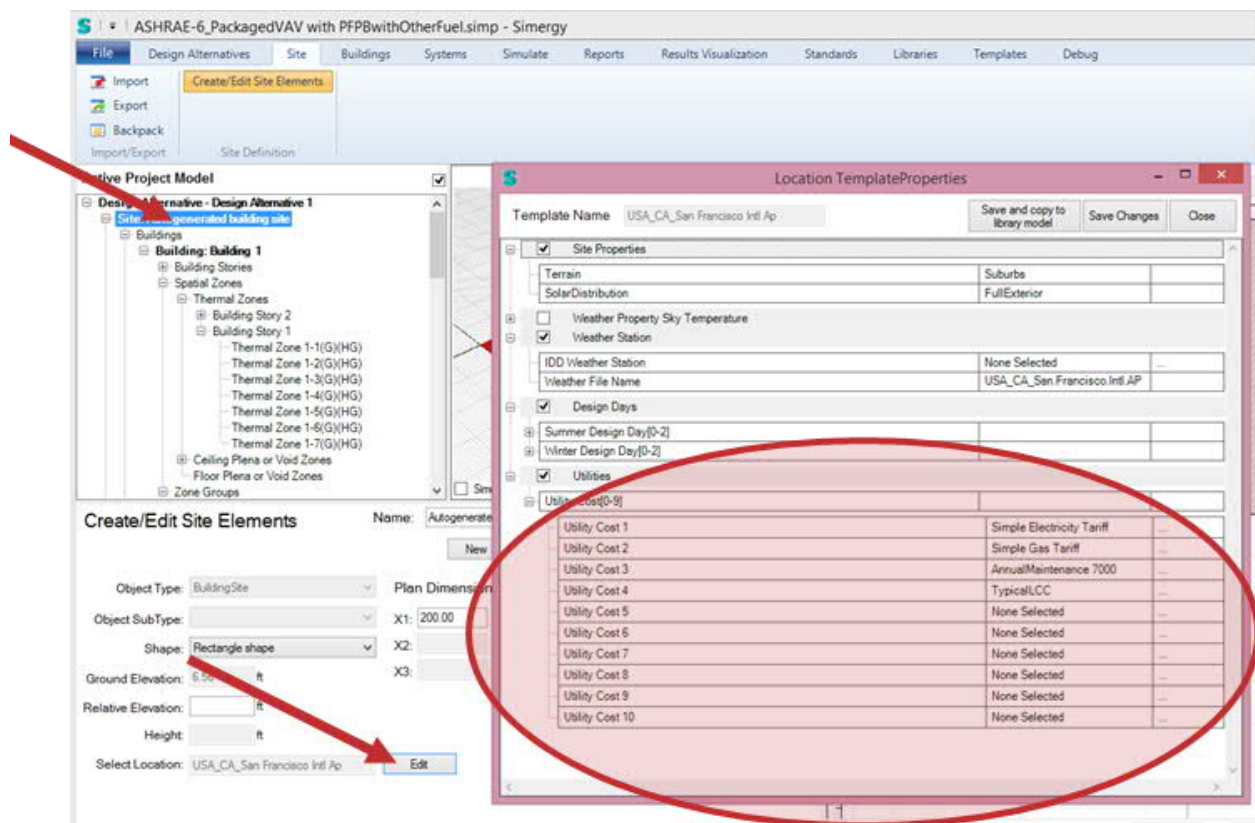 S ASHRAE-6_PackagedVAV with PFPBwithOtherFuel.simp - Simergy
File Design Alternatives Site Buildings Systems Simulate Reports Results Visualization Standards Libraries Templates Debug
Import Create/Edit Site Elements
Export
Backpack
Import/Export Site Definition
Project Model
S Location TemplateProperties
Design Alternative 1
Template Name USA_CA_San Francisco Intl Ap Save and copy to library model Save Changes Close
generated building site
Buildings
Building: Building 1
Building Stories
Spatial Zones
Thermal Zones
Building Story 2
Building Story 1
Thermal Zone 1-1(G)(HG)
Thermal Zone 1-2(G)(HG)
Thermal Zone 1-3(G)(HG)
Thermal Zone 1-4(G)(HG)
Thermal Zone 1-5(G)(HG)
Thermal Zone 1-6(G)(HG)
Thermal Zone 1-7(G)(HG)
Ceiling Plena or Void Zones
Floor Plena or Void Zones
Zone Groups
Site Properties
Terrain Suburbs
SolarDistribution FullExterior
Weather Property Sky Temperature
Weather Station
IDD Weather Station None Selected ...
Weather File Name USA_CA_San.Francisco.Intl.AP
Design Days
Summer Design Day[0-2]
Winter Design Day[0-2]
Utilities
Utility Cost[0-9]
Utility Cost 1 Simple Electricity Tariff ...
Utility Cost 2 Simple Gas Tariff ...
Utility Cost 3 AnnualMaintenance 7000 ...
Utility Cost 4 TypicalLCC ...
Utility Cost 5 None Selected ...
Utility Cost 6 None Selected ...
Utility Cost 7 None Selected ...
Utility Cost 8 None Selected ...
Utility Cost 9 None Selected ...
Utility Cost 10 None Selected ...
Create/Edit Site Elements Name: Autogenerate
New
Object Type: BuildingSite Plan Dimension
Object SubType: X1: 200.00
Shape: Rectangle shape X2:
Ground Elevation: ft X3:
Relative Elevation: ft
Height: ft
Select Location: USA_CA_San Francisco Intl Ap Edit